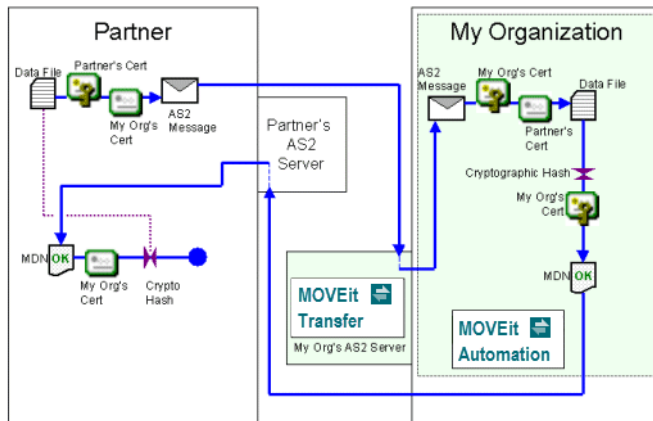 Partner
Data File
Partner's Cert
My Org's
Cert
AS2
Message
Partner's
AS2
Server
MDN
OK
My Org's
Cert
Crypto
Hash
MOVEit
Transfer
My Org's AS2 Server
My Organization
AS2
Message
My Org's Cert
Data File
Partner's
Cert
Cryptographic Hash
My Org's
Cert
MDN
OK
MOVEit
Automation